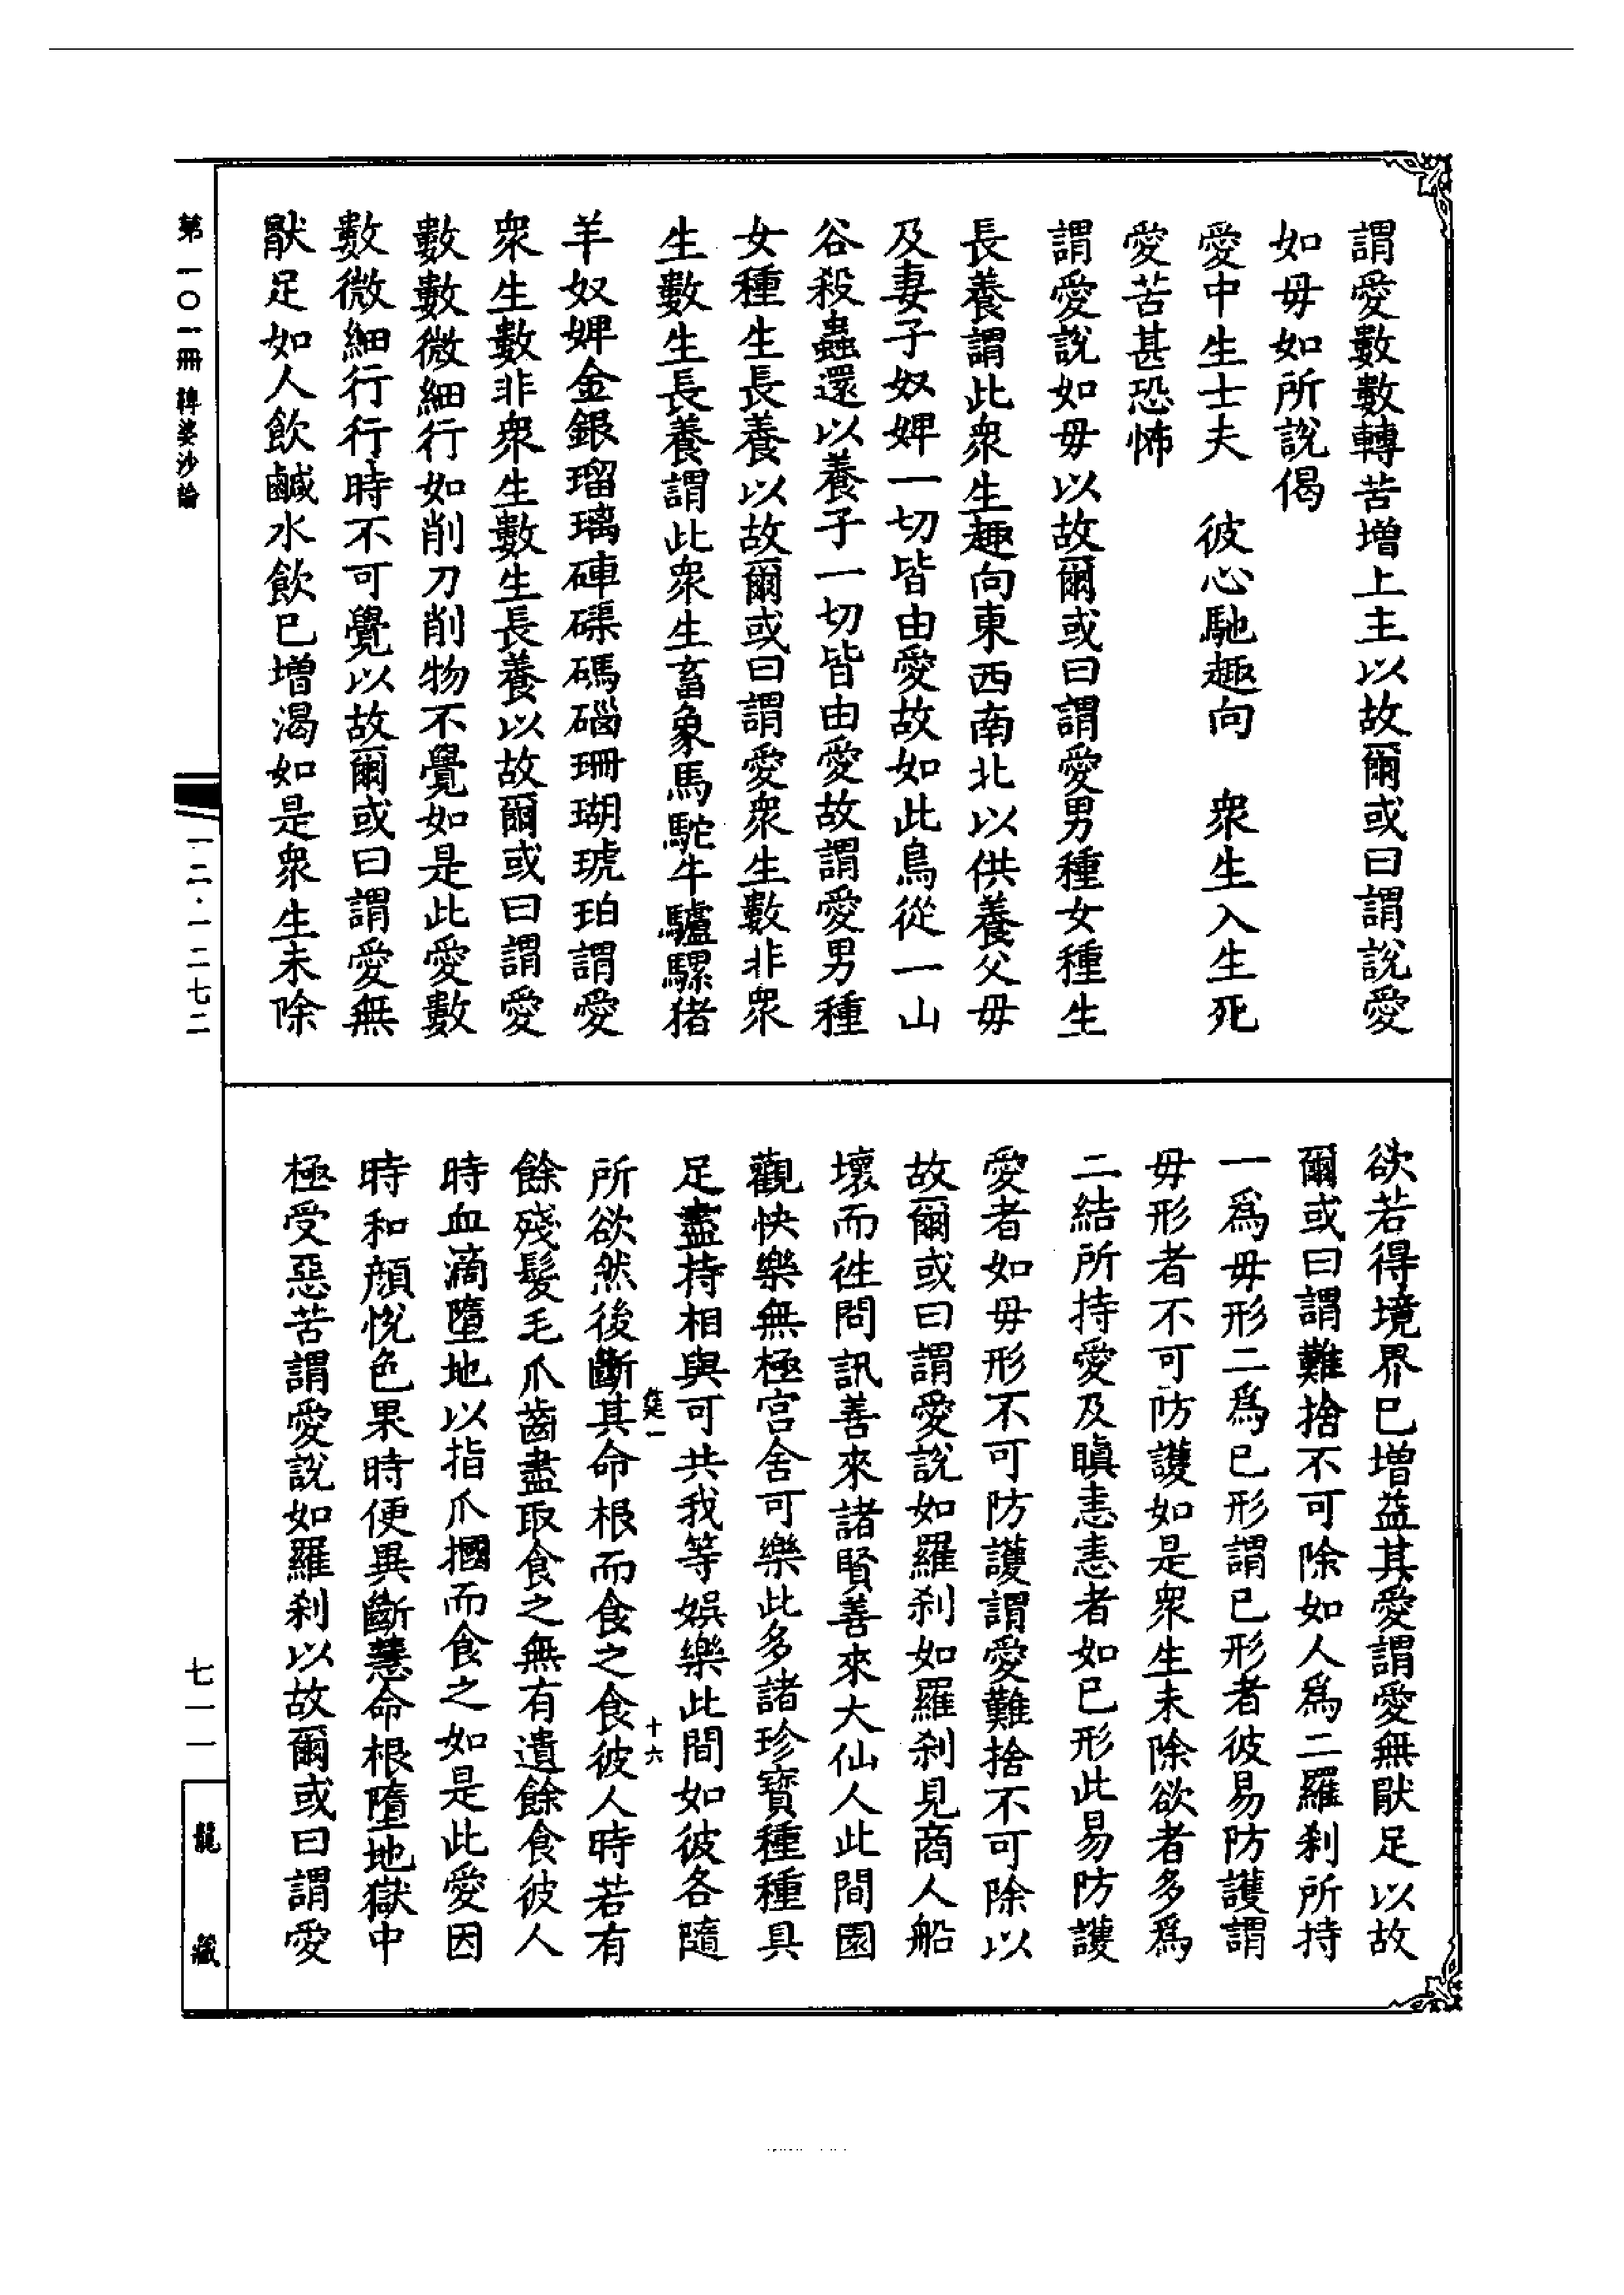 謂愛數數轉苦增上主以故爾或曰謂說愛
如毋如所說偈
愛中生士夫　彼心馳趣向　衆生入生死
愛苦甚恐怖
謂愛說如毋以故爾或曰謂愛男種女種生
長養謂此衆生趣向東西南北以供養父毋
及妻子奴婢一切皆由愛故如此鳥從一山
谷殺蟲還以養子一切皆由愛故謂愛男種
女種生長養以故爾或曰謂愛衆生數非衆
生數生長養謂此衆生畜象馬駝牛驢騾猪
羊奴婢金銀瑠璃硨磲碼碯珊瑚琥珀謂愛
衆生數非衆生數生長養以故爾或曰謂愛
數數微細行如削刀削物不覺如是此愛數
數微細行行時不可覺以故爾或曰謂愛無
猒足如人飲鹹水飲已增渴如是衆生未除
欲若得境界已增益其愛謂愛無猒足以故
爾或曰謂難捨不可除如人爲二羅刹所持
一爲毋形二爲已形謂已形者彼易防護謂
毋形者不可防護如是衆生未除欲者多爲
二結所持愛及瞋恚恚者如已形此易防護
愛者如毋形不可防護謂愛難捨不可除以
故爾或曰謂愛說如羅刹如羅刹見商人船
壞而徃問訊善來諸賢善來大仙人此間園
觀快樂無極宫舍可樂此多諸珍寶種種具
足盡持相與可共我等娛樂此間如彼各隨
所欲然後斷其命根而食之食彼人時若有
餘殘髮毛爪齒盡取食之無有遺餘食彼人
時血滴墮地以指爪摑而食之如是此愛因
時和顔悅色果時便異斷慧命根墮地獄中
極受惡苦謂愛說如羅刹以故爾或曰謂愛
十六
第一〇一冊 鞞婆沙論
一二·一二七二
七一一
龍藏